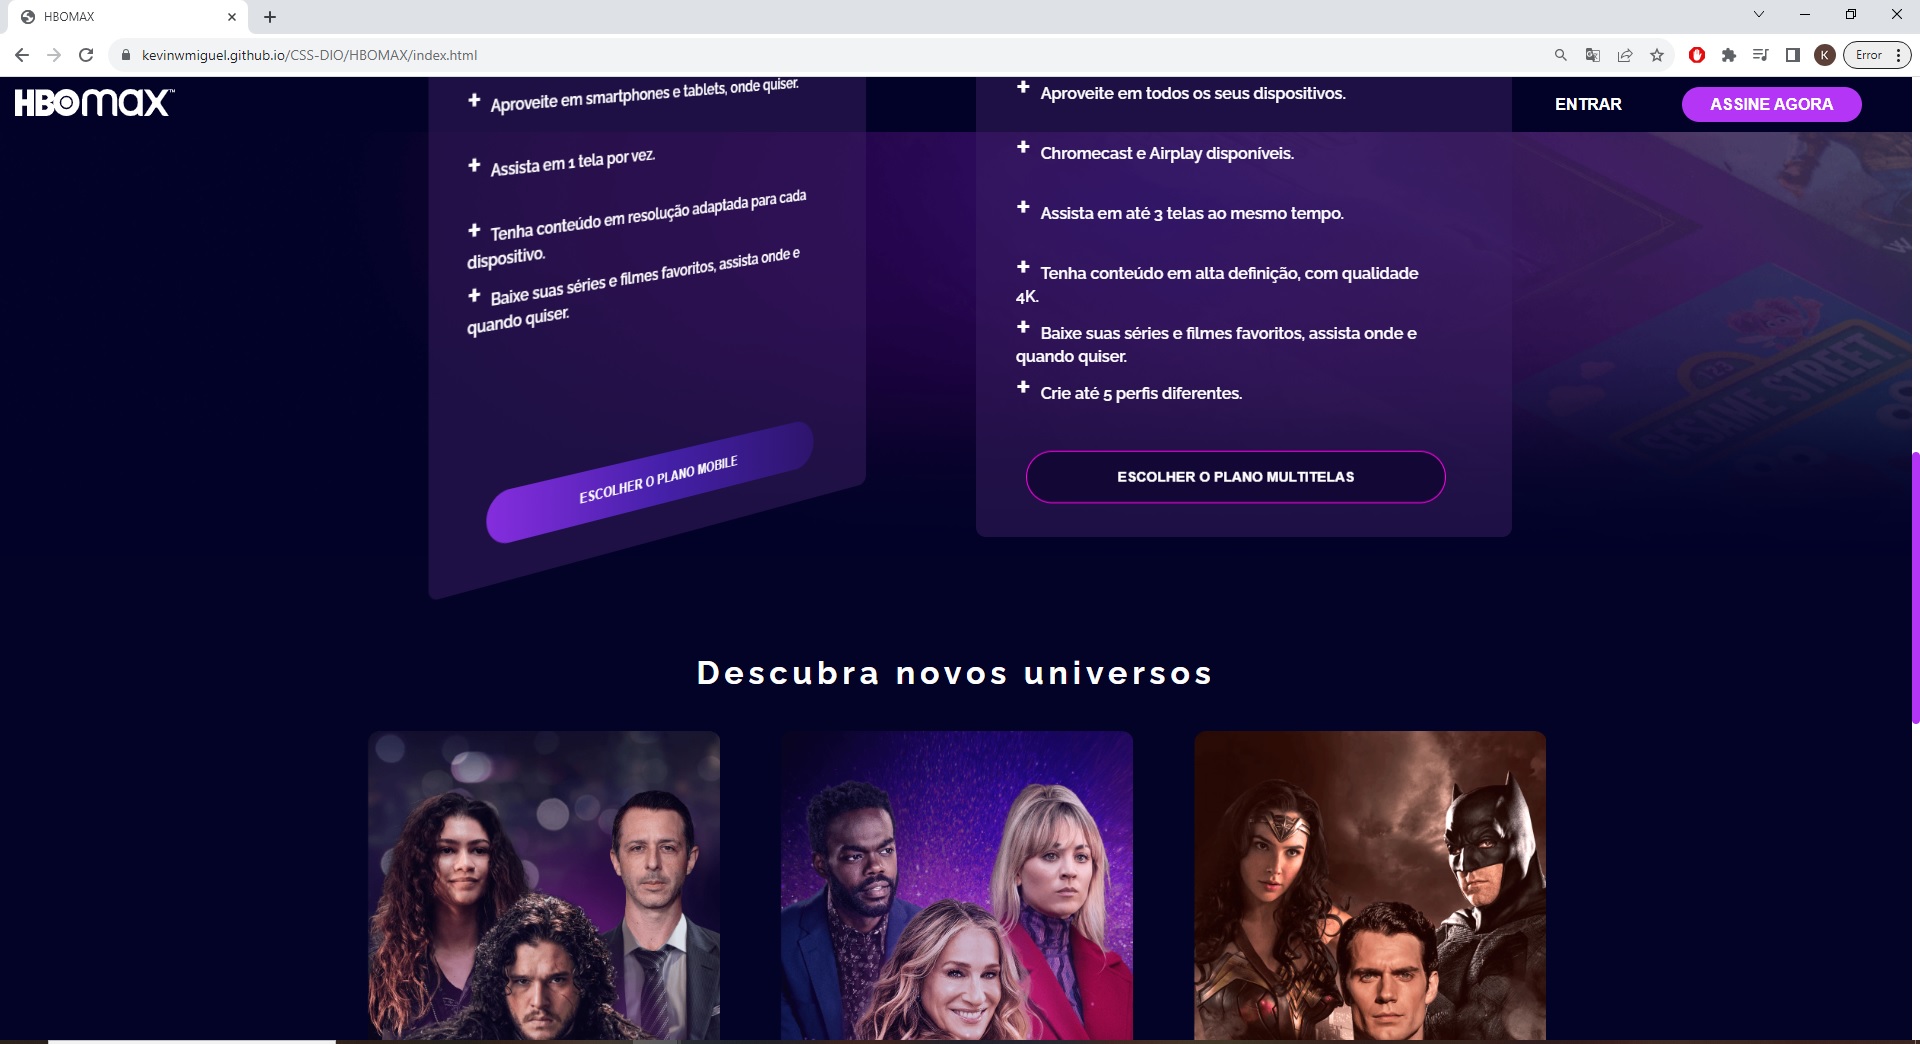 HBOMAX
kevinwmiguel.github.io/CSS-DIO/HBOMAX/index.html
K
Error
HBOMAX™
ENTRAR
ASSINE AGORA
+ Aproveite em smartphones e tablets, onde quiser.
+ Assista em 1 tela por vez.
+ Tenha conteúdo em resolução adaptada para cada
dispositivo.
+ Baixe suas séries e filmes favoritos, assista onde e
quando quiser.
ESCOLHER O PLANO MOBILE
+ Aproveite em todos os seus dispositivos.
+ Chromecast e Airplay disponíveis.
+ Assista em até 3 telas ao mesmo tempo.
+ Tenha conteúdo em alta definição, com qualidade
4K.
+ Baixe suas séries e filmes favoritos, assista onde e
quando quiser.
+ Crie até 5 perfis diferentes.
ESCOLHER O PLANO MULTITELAS
123
SESAME STREET
Descubra novos universos